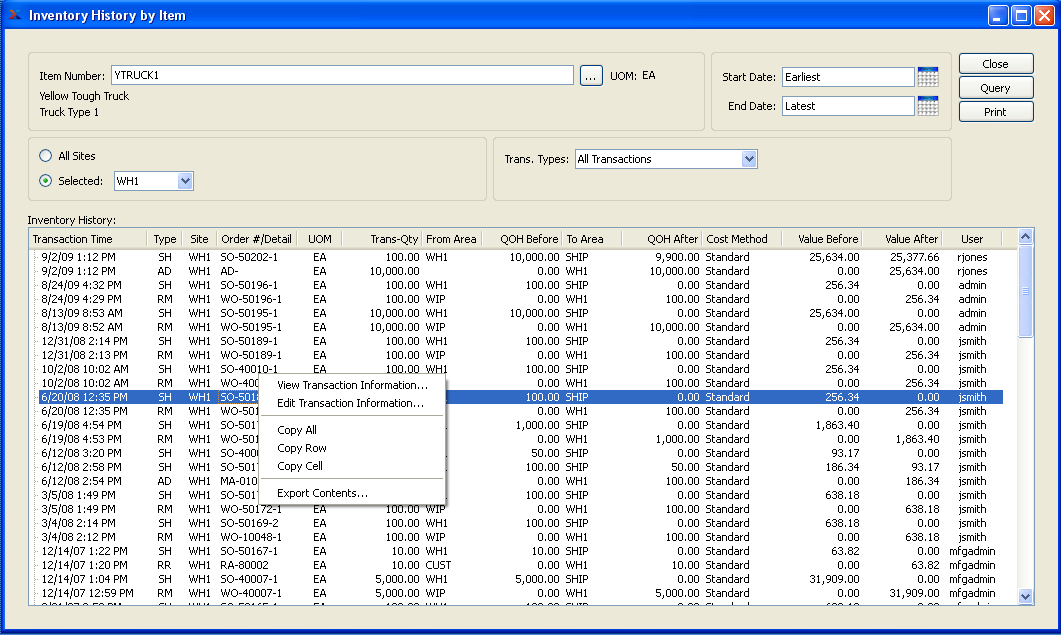 Inventory History by Item
Item Number: YTRUCK1 ... UOM: EA
Yellow Tough Truck
Truck Type 1
Start Date: Earliest
End Date: Latest
Close
Query
Print
All Sites
Selected: WH1
Trans. Types: All Transactions
Inventory History:
Transaction Time Type Site Order #/Detail UOM Trans-Qty From Area QOH Before To Area QOH After Cost Method Value Before Value After User
9/2/09 1:12 PM SH WH1 SO-50202-1 EA 100.00 WH1 10,000.00 SHIP 9,900.00 Standard 25,634.00 25,377.66 rjones
9/2/09 1:12 PM AD WH1 AD- EA 10,000.00 0.00 WH1 10,000.00 Standard 0.00 25,634.00 rjones
8/24/09 4:32 PM SH WH1 SO-50196-1 EA 100.00 WH1 100.00 SHIP 0.00 Standard 256.34 0.00 admin
8/24/09 4:29 PM RM WH1 WO-50196-1 EA 100.00 WIP 0.00 WH1 100.00 Standard 0.00 256.34 admin
8/13/09 8:53 AM SH WH1 SO-50195-1 EA 10,000.00 WH1 10,000.00 SHIP 0.00 Standard 25,634.00 0.00 admin
8/13/09 8:52 AM RM WH1 WO-50195-1 EA 10,000.00 WIP 0.00 WH1 10,000.00 Standard 0.00 25,634.00 admin
12/31/08 2:14 PM SH WH1 SO-50189-1 EA 100.00 WH1 100.00 SHIP 0.00 Standard 256.34 0.00 jsmith
12/31/08 2:13 PM RM WH1 WO-50189-1 EA 100.00 WIP 0.00 WH1 100.00 Standard 0.00 256.34 jsmith
10/2/08 10:02 AM SH WH1 SO-40010-1 EA 100.00 WH1 100.00 SHIP 0.00 Standard 256.34 0.00 jsmith
10/2/08 10:02 AM RM WH1 WO-400 0.00 WH1 100.00 Standard 0.00 256.34 jsmith
6/20/08 12:35 PM SH WH1 SO-501 100.00 SHIP 0.00 Standard 256.34 0.00 jsmith
6/20/08 12:35 PM RM WH1 WO-501 0.00 WH1 100.00 Standard 0.00 256.34 jsmith
6/19/08 4:54 PM SH WH1 SO-501 1,000.00 SHIP 0.00 Standard 1,863.40 0.00 jsmith
6/19/08 4:53 PM RM WH1 WO-501 0.00 WH1 1,000.00 Standard 0.00 1,863.40 jsmith
6/12/08 3:20 PM SH WH1 SO-400 50.00 SHIP 0.00 Standard 93.17 0.00 jsmith
6/12/08 2:58 PM SH WH1 SO-501 100.00 SHIP 50.00 Standard 186.34 93.17 jsmith
6/12/08 2:54 PM AD WH1 MA-010 0.00 WH1 100.00 Standard 0.00 186.34 jsmith
3/5/08 1:49 PM SH WH1 SO-501 100.00 SHIP 0.00 Standard 638.18 0.00 jsmith
3/5/08 1:49 PM RM WH1 WO-50172-1 EA 100.00 WIP 0.00 WH1 100.00 Standard 0.00 638.18 jsmith
3/4/08 2:14 PM SH WH1 SO-50169-2 EA 100.00 WH1 100.00 SHIP 0.00 Standard 638.18 0.00 jsmith
3/4/08 2:12 PM RM WH1 WO-10048-1 EA 100.00 WIP 0.00 WH1 100.00 Standard 0.00 638.18 jsmith
12/14/07 1:22 PM SH WH1 SO-50167-1 EA 10.00 WH1 10.00 SHIP 0.00 Standard 63.82 0.00 mfgadmin
12/14/07 1:20 PM RR WH1 RA-80002 EA 10.00 CUST 0.00 WH1 10.00 Standard 0.00 63.82 mfgadmin
12/14/07 1:04 PM SH WH1 SO-40007-1 EA 5,000.00 WH1 5,000.00 SHIP 0.00 Standard 31,909.00 0.00 mfgadmin
12/14/07 12:59 PM RM WH1 WO-40007-1 EA 5,000.00 WIP 0.00 WH1 5,000.00 Standard 0.00 31,909.00 mfgadmin
View Transaction Information...
Edit Transaction Information...
Copy All
Copy Row
Copy Cell
Export Contents...